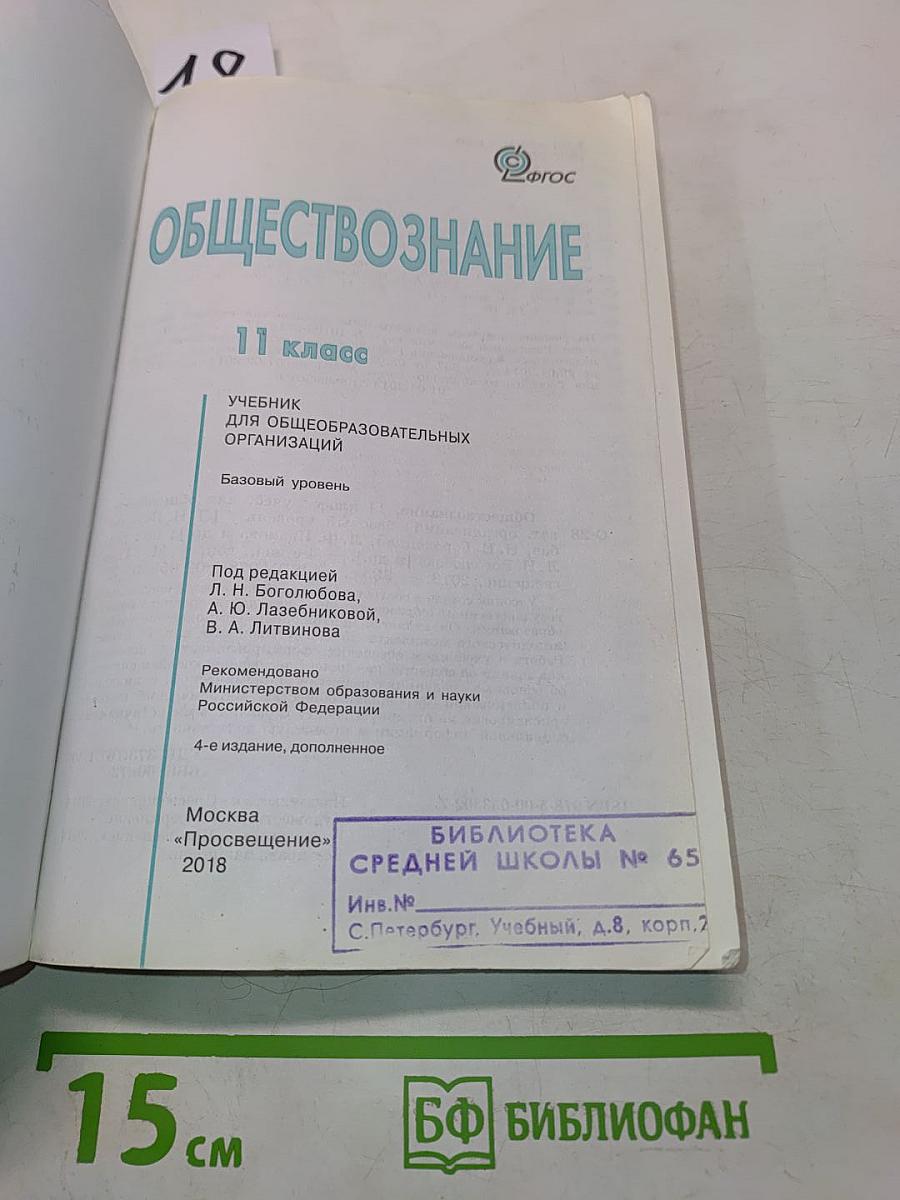 18
ФГОС
ОБЩЕСТВОЗНАНИЕ
11 класс
УЧЕБНИК
ДЛЯ ОБЩЕОБРАЗОВАТЕЛЬНЫХ
ОРГАНИЗАЦИЙ
Базовый уровень
Под редакцией
Л. Н. Боголюбова,
А. Ю. Лазебниковой,
В. А. Литвинова
Рекомендовано
Министерством образования и науки
Российской Федерации
4-е издание, дополненное
Москва
«Просвещение»
2018
БИБЛИОТЕКА
СРЕДНЕЙ ШКОЛЫ № 65
Инв.№
С.Петербург, Учебный, д.8, корп.2
15 см
БФ БИБЛИОФАН